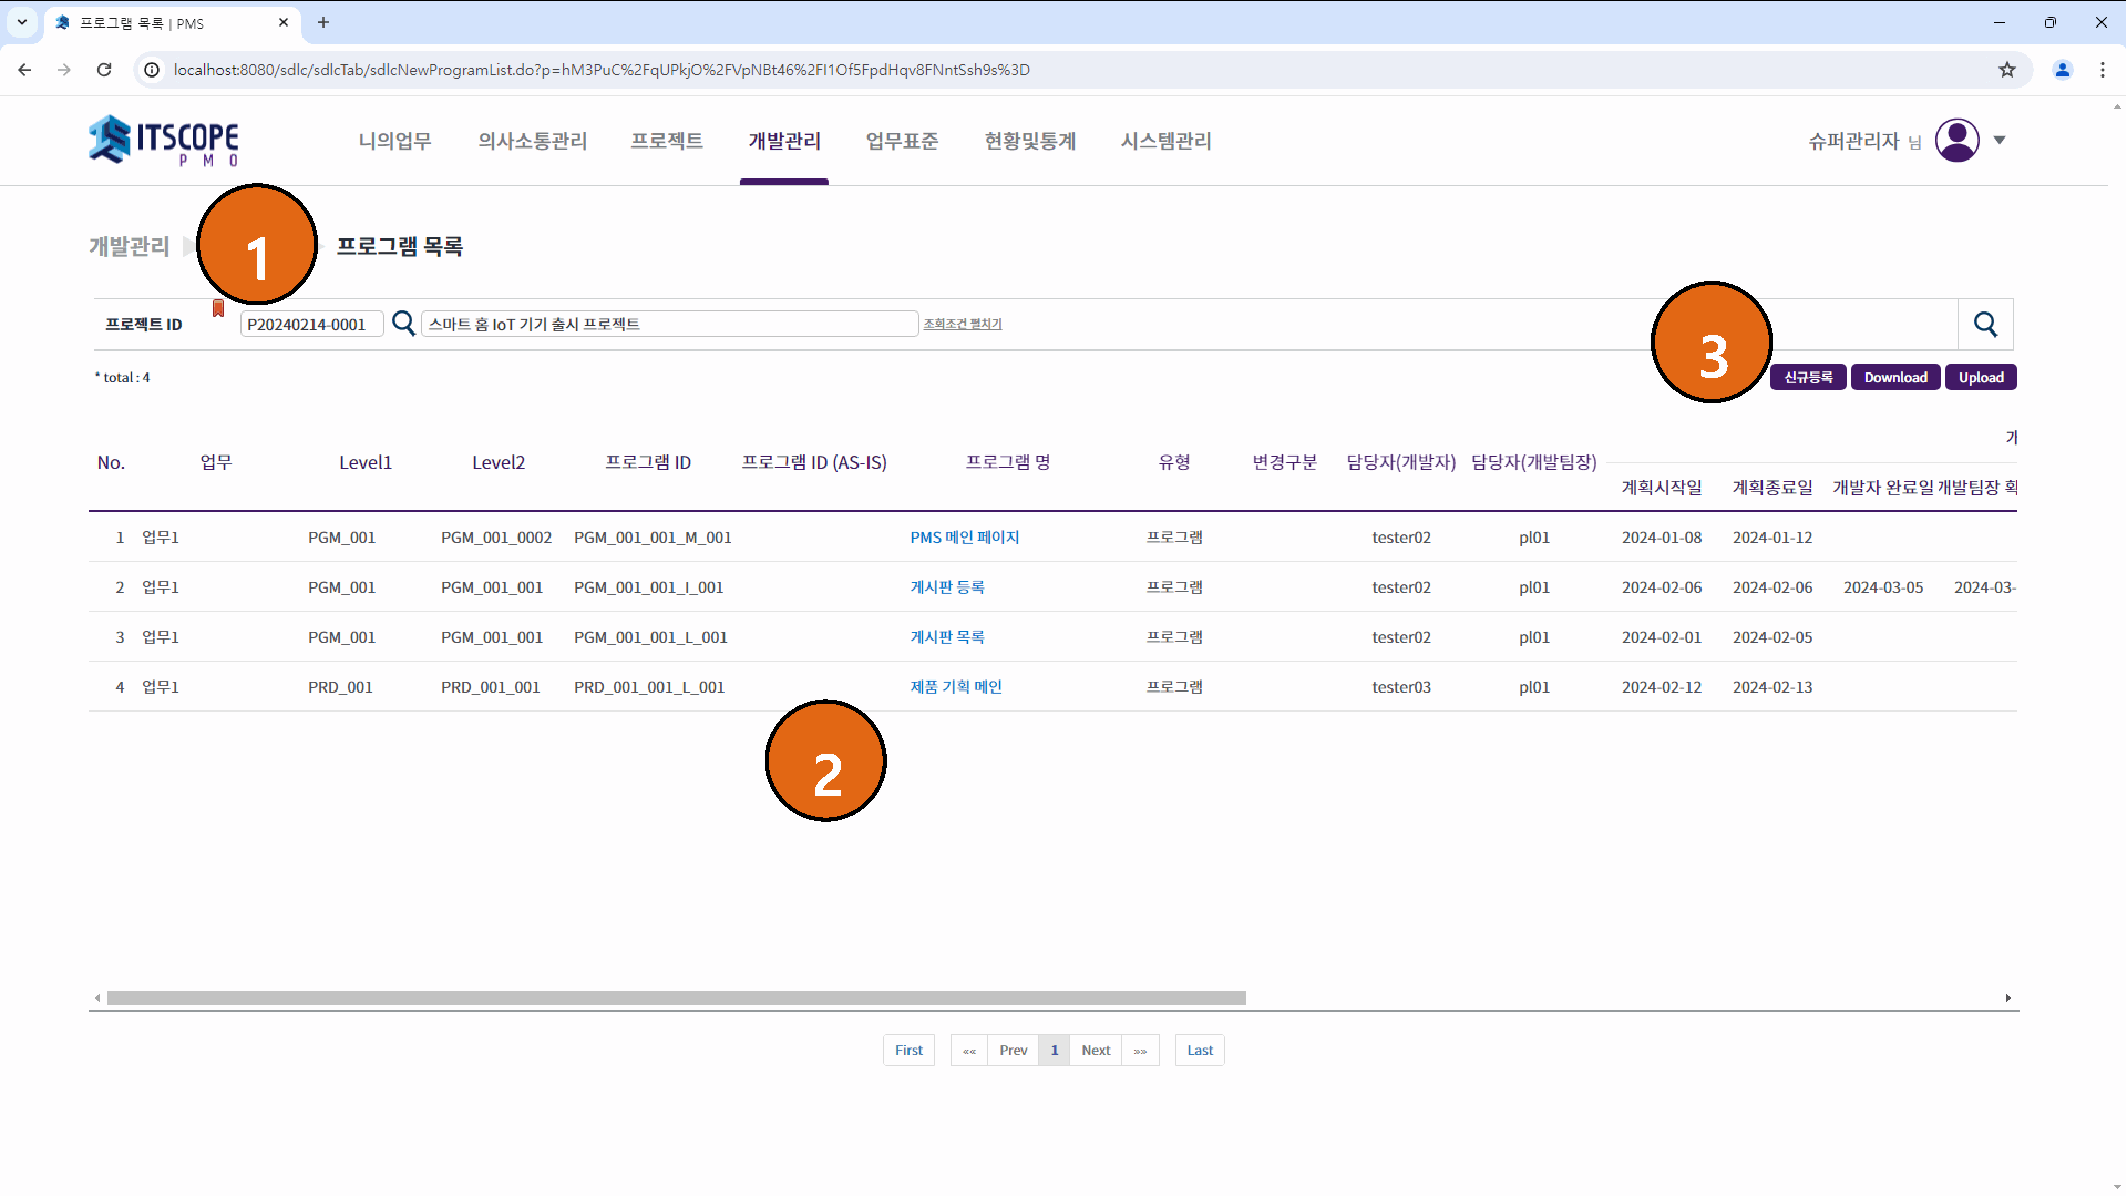 프로그램 목록 | PMS
localhost:8080/sdlc/sdlcTab/sdlcNewProgramList.do?p=hM3PuC%2FqUPkjO%2FVpNBt46%2FI1Of5FpdHqv8FNntSsh9s%3D
ITSCOPE
PMO
나의업무 의사소통관리 프로젝트 개발관리 업무표준 현황및통계 시스템관리 슈퍼관리자 님
개발관리 1 프로그램 목록
프로젝트 ID P20240214-0001 스마트 홈 IoT 기기 출시 프로젝트 조회조건 펼치기
3
* total : 4 신규등록 Download Upload
No. 업무 Level1 Level2 프로그램 ID 프로그램 ID (AS-IS) 프로그램 명 유형 변경구분 담당자(개발자) 담당자(개발팀장)
계획시작일 계획종료일 개발자 완료일 개발팀장 확
1 업무1 PGM_001 PGM_001_0002 PGM_001_001_M_001 PMS 메인 페이지 프로그램 tester02 pl01 2024-01-08 2024-01-12
2 업무1 PGM_001 PGM_001_001 PGM_001_001_I_001 게시판 등록 프로그램 tester02 pl01 2024-02-06 2024-02-06 2024-03-05 2024-03-
3 업무1 PGM_001 PGM_001_001 PGM_001_001_L_001 게시판 목록 프로그램 tester02 pl01 2024-02-01 2024-02-05
4 업무1 PRD_001 PRD_001_001 PRD_001_001_L_001 제품 기획 메인 프로그램 tester03 pl01 2024-02-12 2024-02-13
2
First «« Prev 1 Next »» Last